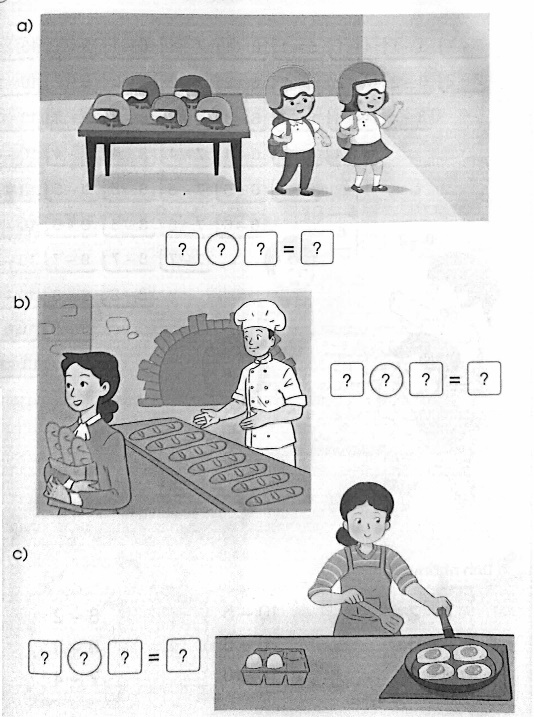 a)
? ? ? = ?
b)
? ? ? = ?
c)
? ? ? = ?